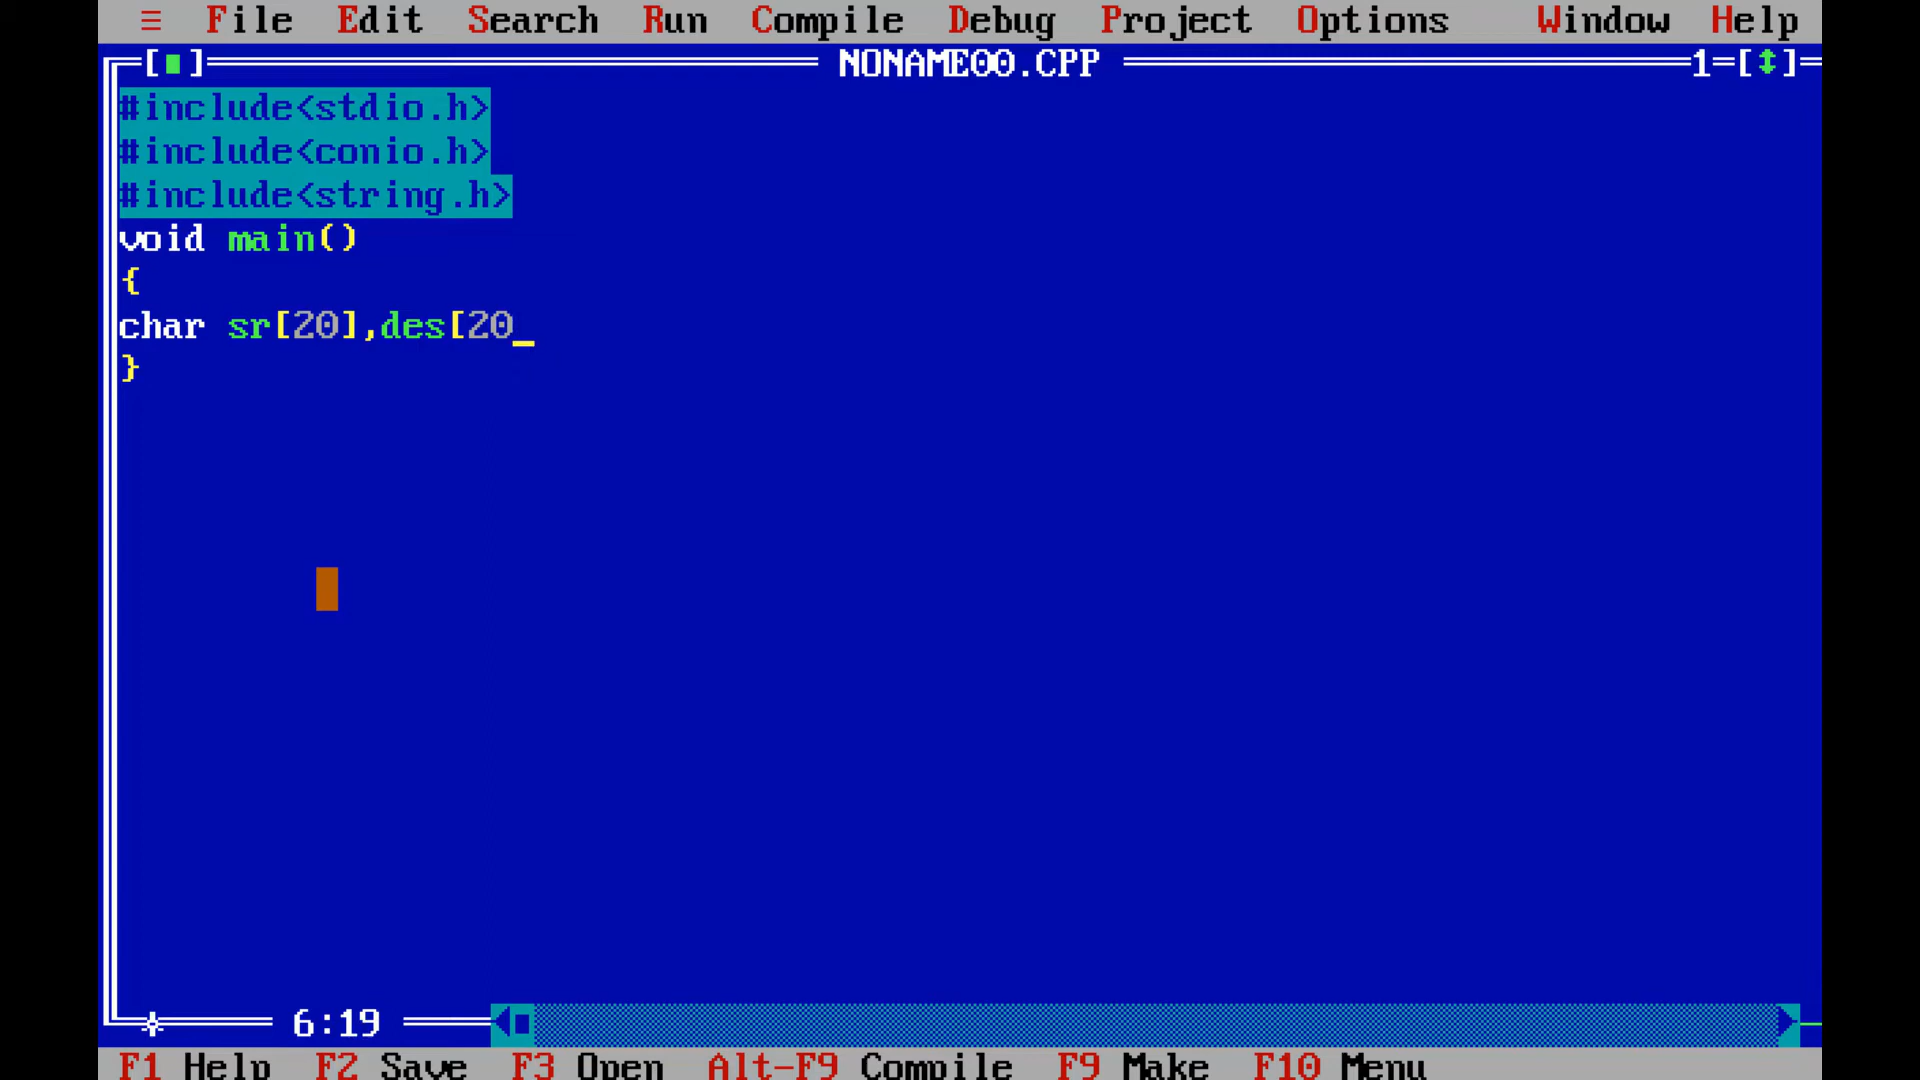 ≡ File Edit Search Run Compile Debug Project Options Window Help
[■] NONAME00.CPP 1=[↕]
#include<stdio.h>
#include<conio.h>
#include<string.h>
void main()
{
char sr[20],des[20_
}
6:19
F1 Help F2 Save F3 Open Alt-F9 Compile F9 Make F10 Menu